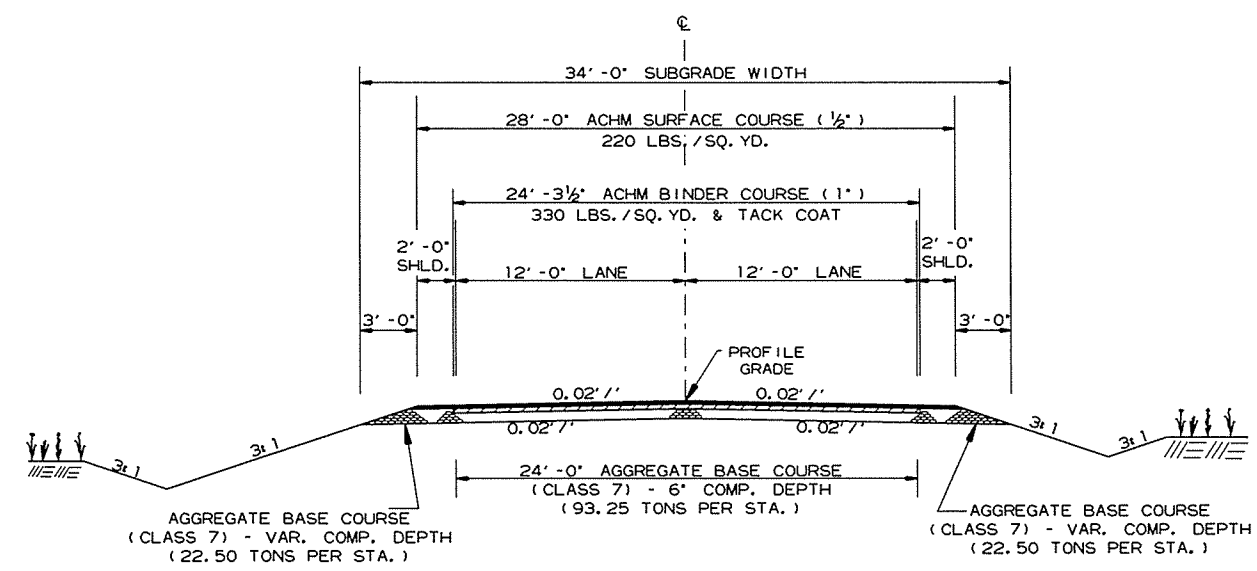 ℄
34'-0" SUBGRADE WIDTH
28'-0" ACHM SURFACE COURSE (½")
220 LBS./SQ. YD.
24'-3½" ACHM BINDER COURSE (1")
330 LBS./SQ. YD. & TACK COAT
2'-0"
SHLD.
12'-0" LANE
12'-0" LANE
2'-0"
SHLD.
3'-0"
3'-0"
PROFILE
GRADE
0.02'/'
0.02'/'
0.02'/'
0.02'/'
3:1
3:1
3:1
3:1
24'-0" AGGREGATE BASE COURSE
(CLASS 7) - 6" COMP. DEPTH
(93.25 TONS PER STA.)
AGGREGATE BASE COURSE
(CLASS 7) - VAR. COMP. DEPTH
(22.50 TONS PER STA.)
AGGREGATE BASE COURSE
(CLASS 7) - VAR. COMP. DEPTH
(22.50 TONS PER STA.)